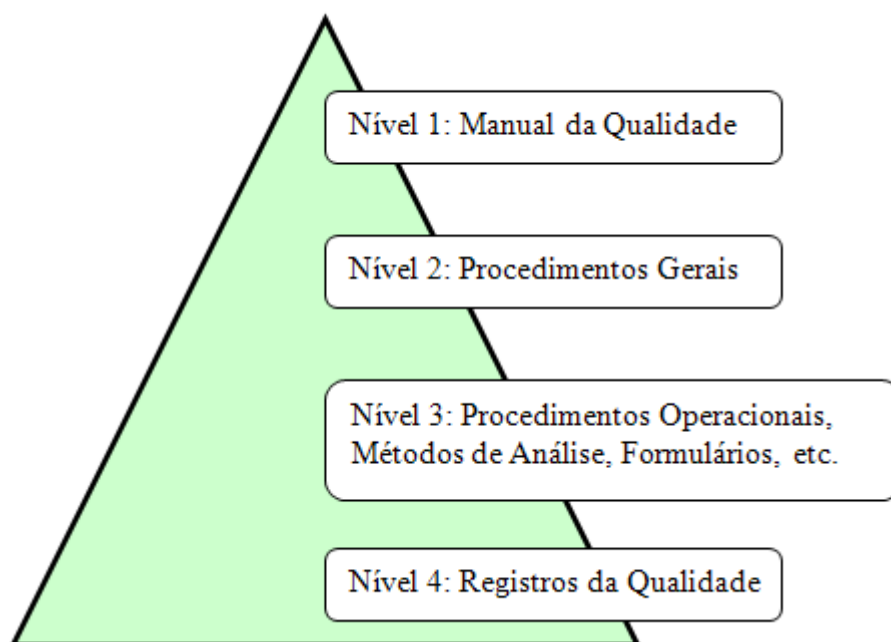 Nível 1: Manual da Qualidade
Nível 2: Procedimentos Gerais
Nível 3: Procedimentos Operacionais,
Métodos de Análise, Formulários, etc.
Nível 4: Registros da Qualidade